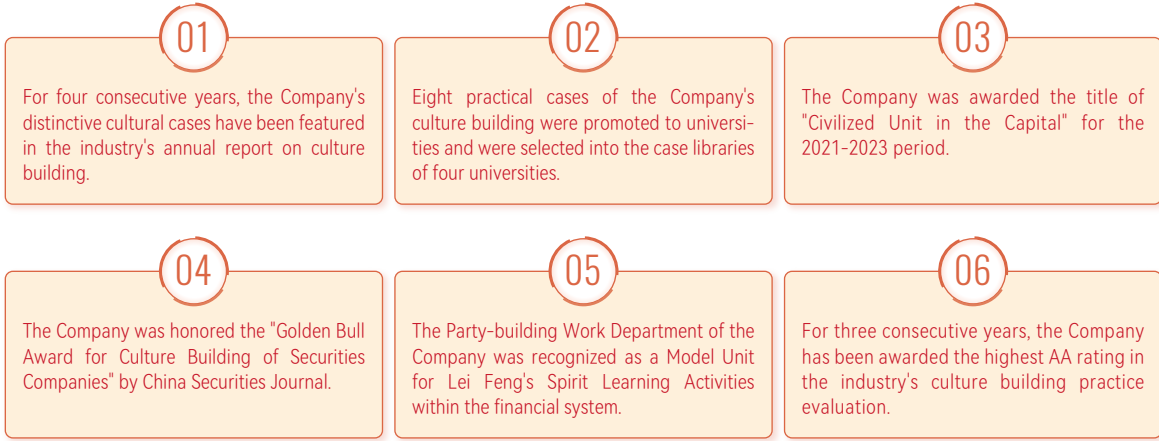 01
For four consecutive years, the Company's
distinctive cultural cases have been featured
in the industry's annual report on culture
building.
02
Eight practical cases of the Company's
culture building were promoted to universi-
ties and were selected into the case libraries
of four universities.
03
The Company was awarded the title of
"Civilized Unit in the Capital" for the
2021-2023 period.
04
The Company was honored the "Golden Bull
Award for Culture Building of Securities
Companies" by China Securities Journal.
05
The Party-building Work Department of the
Company was recognized as a Model Unit
for Lei Feng's Spirit Learning Activities
within the financial system.
06
For three consecutive years, the Company
has been awarded the highest AA rating in
the industry's culture building practice
evaluation.